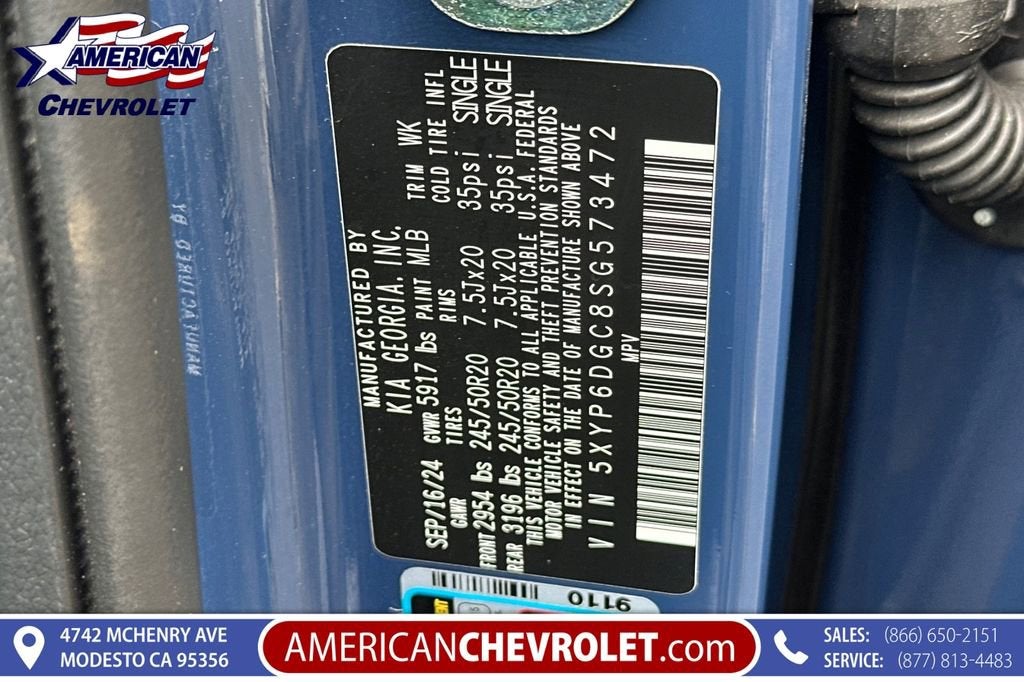 AMERICAN
CHEVROLET
MANUFACTURED BY
KIA GEORGIA, INC.
SEP/16/24 GVWR 5917 lbs PAINT MLB TRIM WK
GAWR TIRES RIMS COLD TIRE INFL
FRONT 2954 lbs 245/50R20 7.5Jx20 35psi SINGLE
REAR 3196 lbs 245/50R20 7.5Jx20 35psi SINGLE
THIS VEHICLE CONFORMS TO ALL APPLICABLE U.S.A. FEDERAL
MOTOR VEHICLE SAFETY AND THEFT PREVENTION STANDARDS
IN EFFECT ON THE DATE OF MANUFACTURE SHOWN ABOVE
VIN 5XYP6DGC8SG573472
MPV
9110
4742 MCHENRY AVE
MODESTO CA 95356
AMERICANCHEVROLET.com
SALES: (866) 650-2151
SERVICE: (877) 813-4483